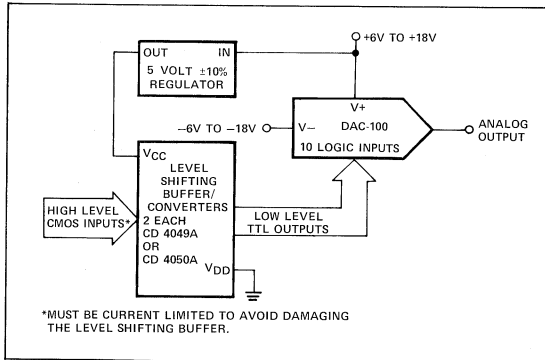 +6V TO +18V
OUT IN
5 VOLT ±10%
REGULATOR
V+
−6V TO −18V
V−
DAC-100
10 LOGIC INPUTS
ANALOG
OUTPUT
VCC
LEVEL
SHIFTING
BUFFER/
CONVERTERS
2 EACH
CD 4049A
OR
CD 4050A
VDD
HIGH LEVEL
CMOS INPUTS*
LOW LEVEL
TTL OUTPUTS
*MUST BE CURRENT LIMITED TO AVOID DAMAGING
THE LEVEL SHIFTING BUFFER.